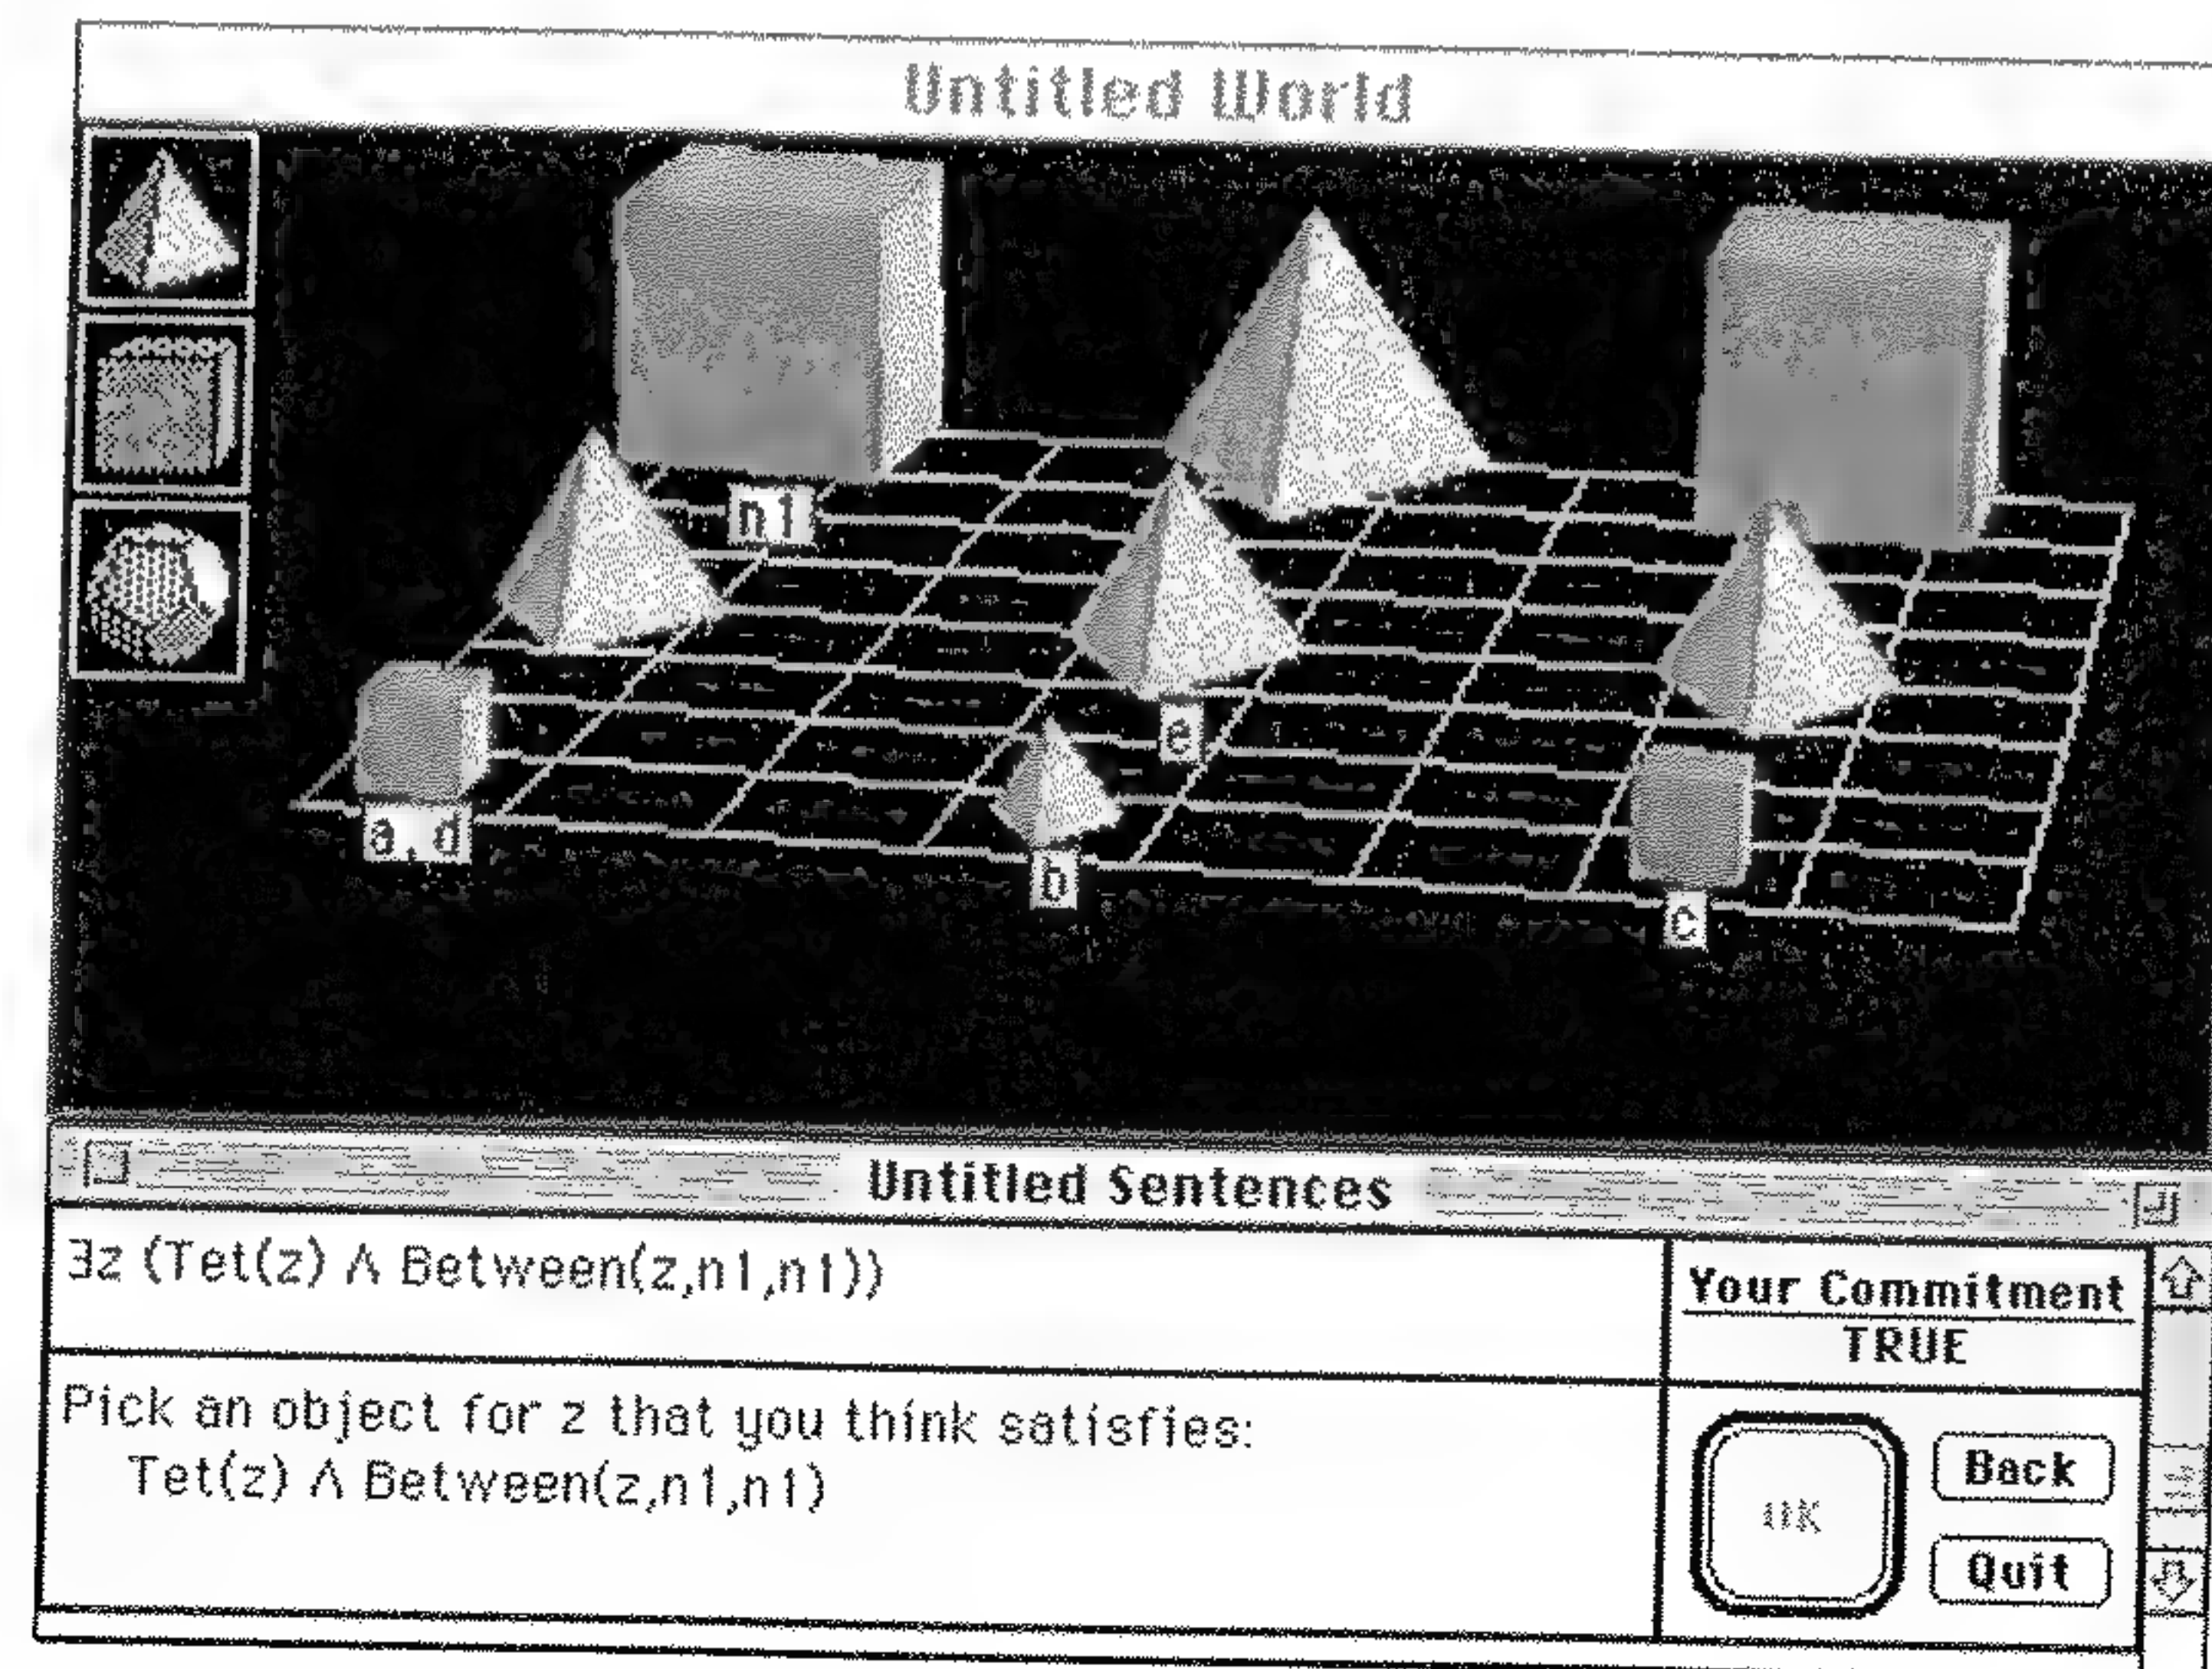 Untitled World
n1
e
a, d
b
c
Untitled Sentences
∃z (Tet(z) ∧ Between(z,n1,n1))
Your Commitment
TRUE
Pick an object for z that you think satisfies:
Tet(z) ∧ Between(z,n1,n1)
OK
Back
Quit